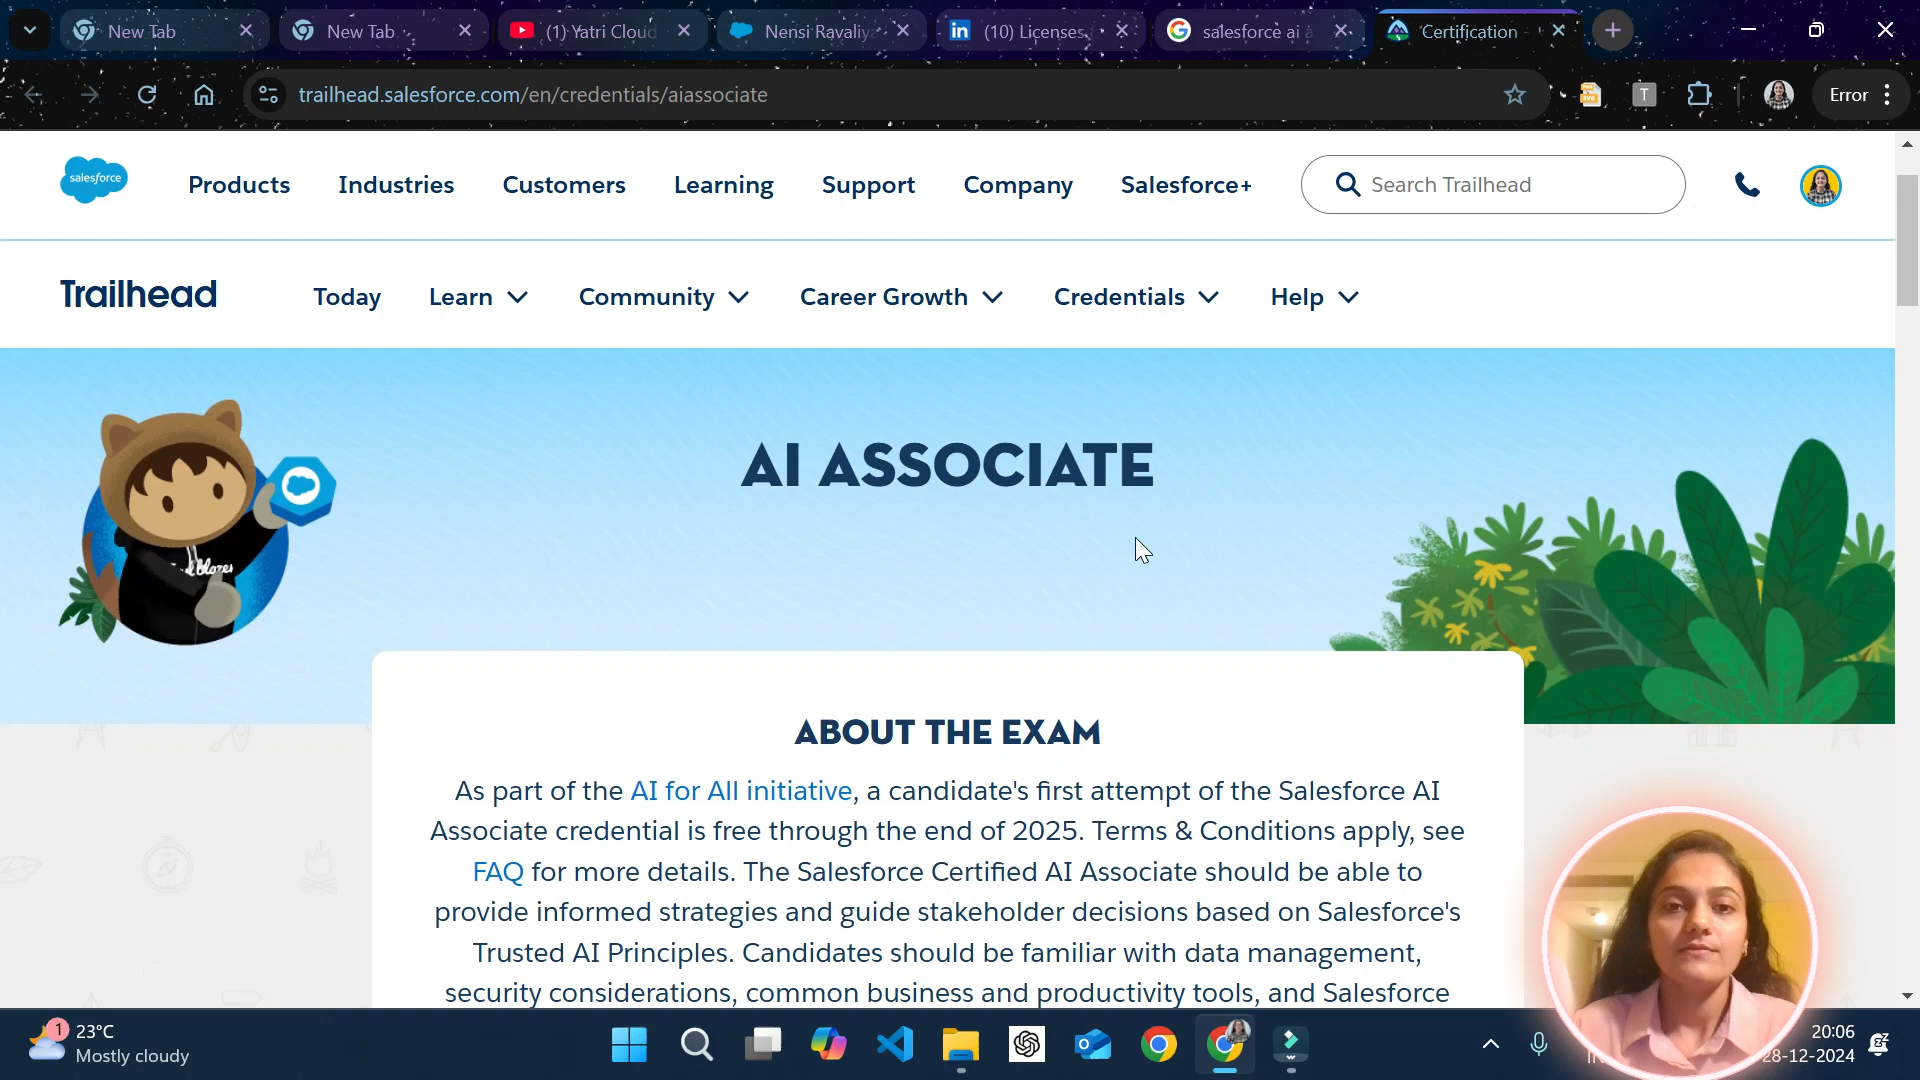 New Tab
New Tab
(1) Yatri Cloud
Nensi Ravaliya
(10) Licenses
salesforce ai a
Certification
trailhead.salesforce.com/en/credentials/aiassociate
T
Error
salesforce
Products
Industries
Customers
Learning
Support
Company
Salesforce+
Search Trailhead
Trailhead
Today
Learn
Community
Career Growth
Credentials
Help
AI ASSOCIATE
ABOUT THE EXAM
As part of the AI for All initiative, a candidate's first attempt of the Salesforce AI
Associate credential is free through the end of 2025. Terms & Conditions apply, see
FAQ for more details. The Salesforce Certified AI Associate should be able to
provide informed strategies and guide stakeholder decisions based on Salesforce's
Trusted AI Principles. Candidates should be familiar with data management,
security considerations, common business and productivity tools, and Salesforce
1
23°C
Mostly cloudy
20:06
28-12-2024